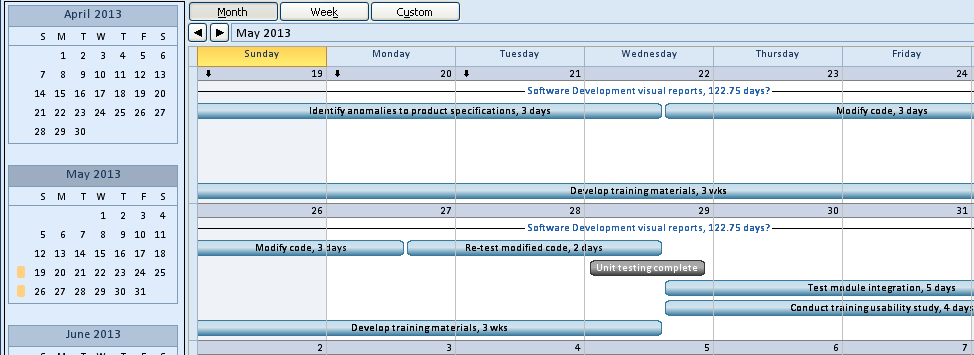 April 2013
S M T W T F S
1 2 3 4 5 6
7 8 9 10 11 12 13
14 15 16 17 18 19 20
21 22 23 24 25 26 27
28 29 30
May 2013
S M T W T F S
1 2 3 4
5 6 7 8 9 10 11
12 13 14 15 16 17 18
19 20 21 22 23 24 25
26 27 28 29 30 31
June 2013
S M T W T F S
Month Week Custom
May 2013
Sunday Monday Tuesday Wednesday Thursday Friday
19 20 21 22 23 24
Software Development visual reports, 122.75 days?
Identify anomalies to product specifications, 3 days
Modify code, 3 days
Develop training materials, 3 wks
26 27 28 29 30 31
Software Development visual reports, 122.75 days?
Modify code, 3 days
Re-test modified code, 2 days
Unit testing complete
Test module integration, 5 days
Conduct training usability study, 4 days
Develop training materials, 3 wks
2 3 4 5 6 7